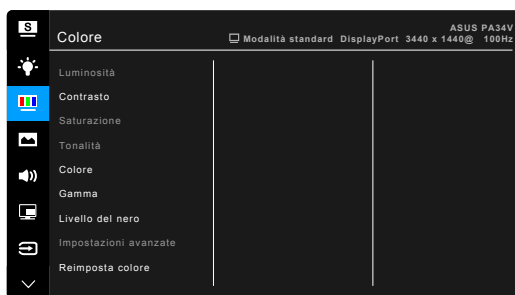 S
ASUS PA34V
Colore
Modalità standard DisplayPort 3440 x 1440@ 100Hz
Luminosità
Contrasto
Saturazione
Tonalità
Colore
Gamma
Livello del nero
Impostazioni avanzate
Reimposta colore